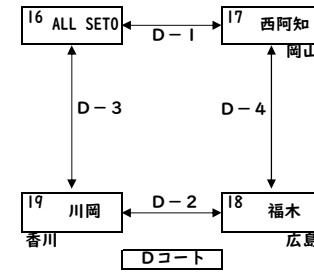 16 ALL SETO
17 西阿知
D－1
岡山
D－3
D－4
19 川岡
D－2
18 福木
香川
広島
Dコート